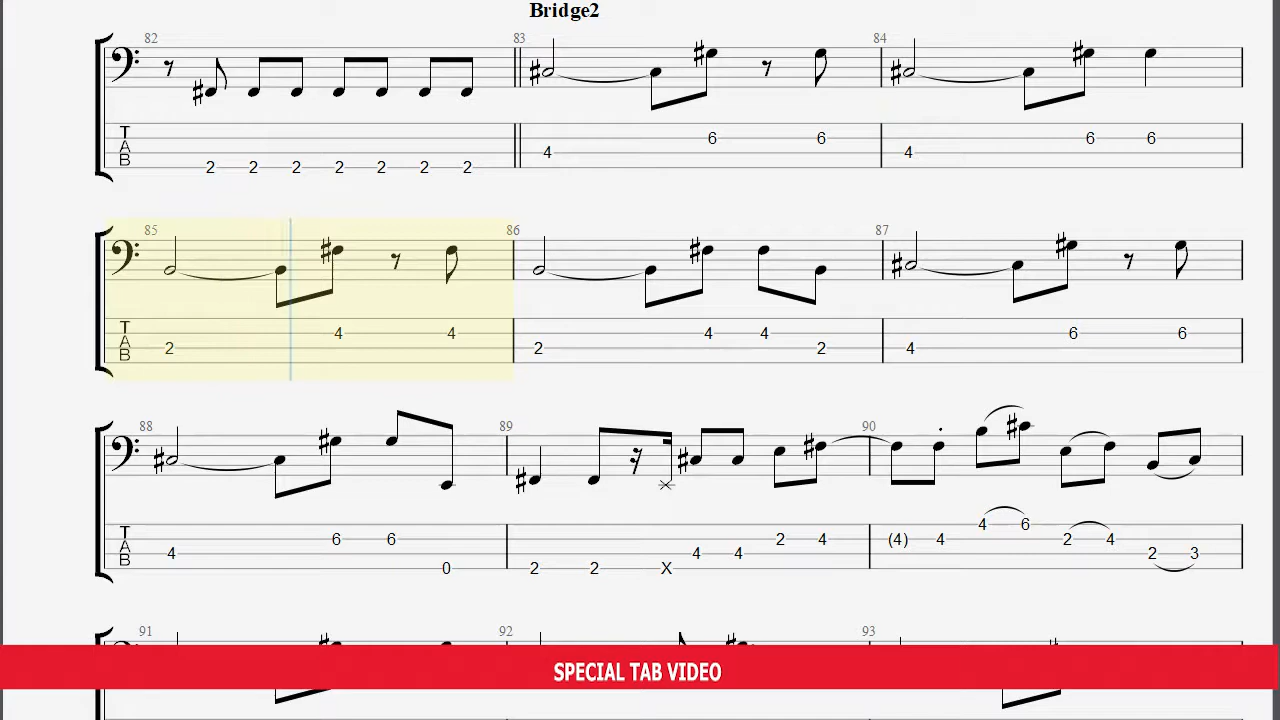 Bridge2
82 83 84
T 6 6 6 6
A 4 4
B 2 2 2 2 2 2 2
85 86 87
T 4 4 4 4 6 6
A 2 2 2 4
B
88 89 90
T 4 6
6 6 2 4 (4) 4 2 4
A 4 4 4 2 3
B 0 2 2 X
91 92 93
SPECIAL TAB VIDEO